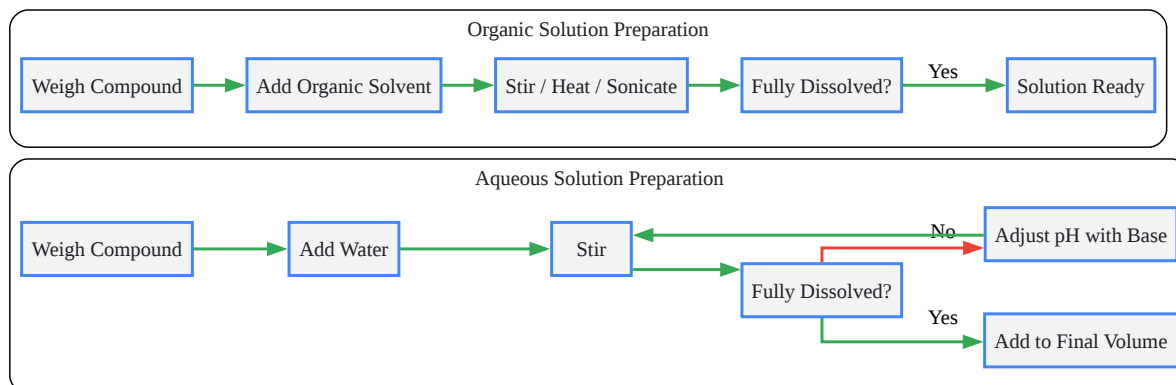 Organic Solution Preparation
Weigh Compound
Add Organic Solvent
Stir / Heat / Sonicate
Fully Dissolved?
Yes
Solution Ready
Aqueous Solution Preparation
Weigh Compound
Add Water
Stir
Fully Dissolved?
No
Adjust pH with Base
Yes
Add to Final Volume